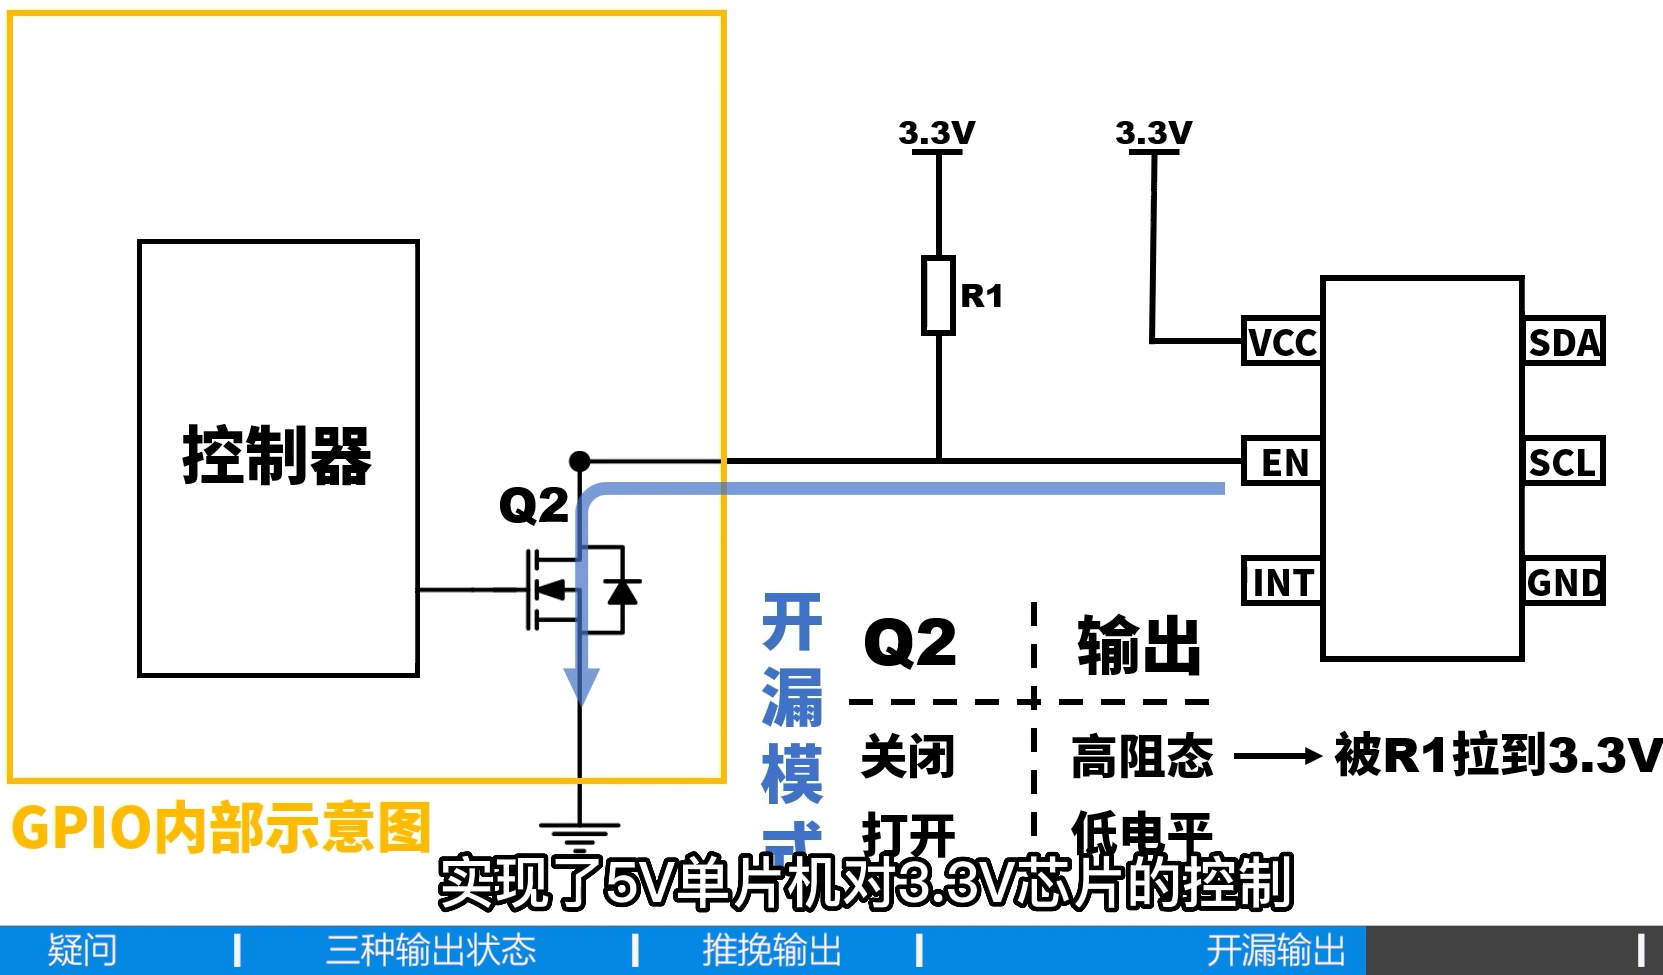 3.3V
3.3V
R1
VCC
SDA
控制器
EN
SCL
Q2
INT
GND
开漏模式
Q2
输出
关闭
高阻态
被R1拉到3.3V
打开
低电平
GPIO内部示意图
实现了5V单片机对3.3V芯片的控制
疑问
三种输出状态
推挽输出
开漏输出